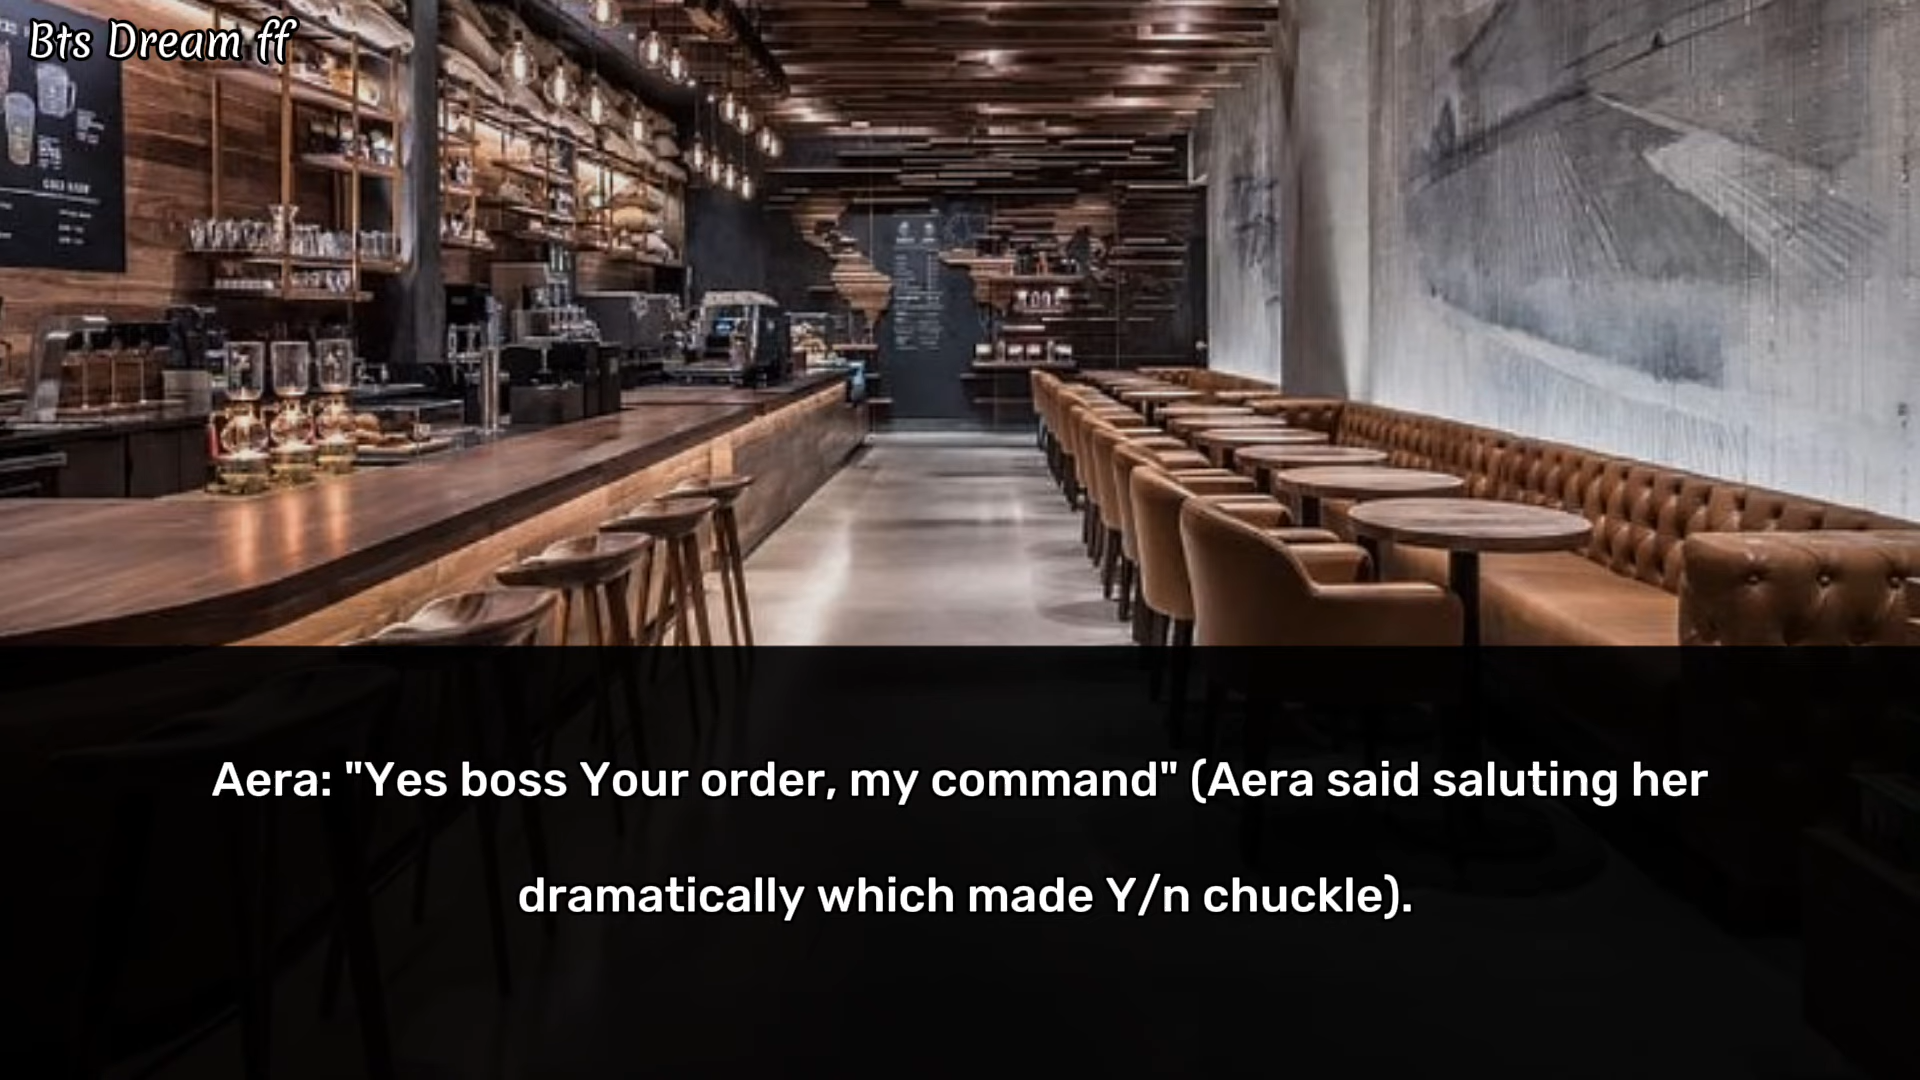 Bts Dream ff
Aera: "Yes boss Your order, my command" (Aera said saluting her
dramatically which made Y/n chuckle).